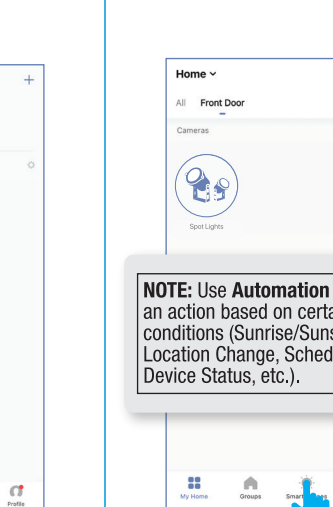 +
Home
All Front Door
Cameras
Spot Lights
NOTE: Use Automation
an action based on certa
conditions (Sunrise/Suns
Location Change, Sched
Device Status, etc.).
Profile
My Home Groups